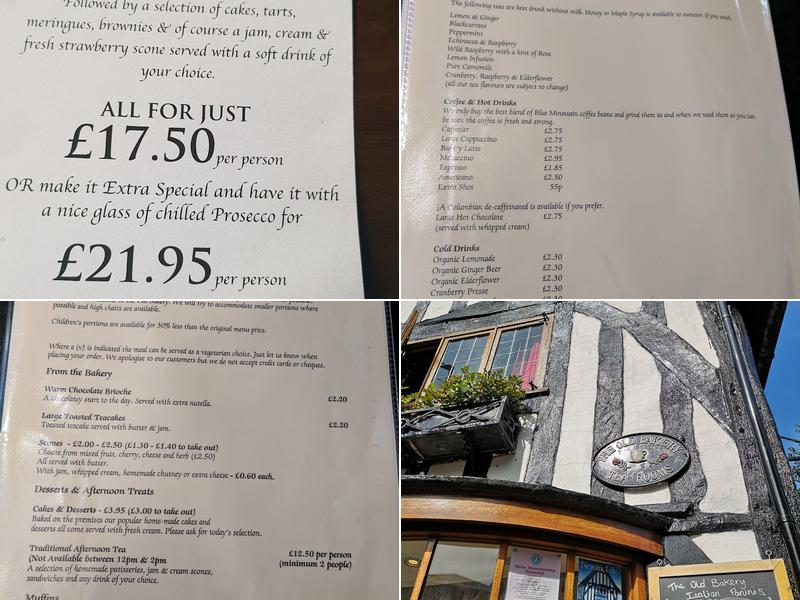 Followed by a selection of cakes, tarts,
meringues, brownies & of course a jam, cream &
fresh strawberry scone served with a soft drink of
your choice.
ALL FOR JUST
£17.50 per person
OR make it Extra Special and have it with
a nice glass of chilled Prosecco for
£21.95 per person
The following teas are best drunk without milk. Honey or Maple Syrup is available to sweeten if you wish.
Lemon & Ginger
Blackcurrant
Peppermint
Echinacea & Raspberry
Wild Raspberry with a hint of Rose
Lemon Infusion
Pure Camomile
Cranberry, Raspberry & Elderflower
(all our tea flavours are subject to change)
Coffee & Hot Drinks
We only buy the best blend of Blue Mountain coffee beans and grind them as and when we need them so you can
be sure the coffee is fresh and strong.
Cafetier £2.75
Large Cappuccino £2.75
Bakery Latte £2.75
Mocaccino £2.95
Espresso £1.85
Americano £2.50
Extra Shot 55p
¡A Columbian de-caffeinated is available if you prefer.
Large Hot Chocolate £2.75
(served with whipped cream)
Cold Drinks
Organic Lemonade £2.30
Organic Ginger Beer £2.30
Organic Elderflower £2.30
Cranberry Presse £2.30
We will try to accommodate smaller portions where
possible and high chairs are available.
Children's portions are available for 30% less than the original menu price.
Where a (v) is indicated the meal can be served as a vegetarian choice. Just let us know when
placing your order. We apologise to our customers but we do not accept credit cards or cheques.
From the Bakery
Warm Chocolate Brioche £2.20
A chocolatey start to the day. Served with extra nutella.
Large Toasted Teacakes £2.20
Toasted teacake served with butter & jam.
Scones - £2.00 - £2.50 (£1.30 - £1.40 to take out)
Choose from mixed fruit, cherry, cheese and herb (£2.50)
All served with butter.
With jam, whipped cream, homemade chutney or extra cheese - £0.60 each.
Desserts & Afternoon Treats
Cakes & Desserts - £3.95 (£3.00 to take out)
Baked on the premises our popular home-made cakes and
desserts all come served with fresh cream. Please ask for today's selection.
Traditional Afternoon Tea £12.50 per person
(Not Available between 12pm & 2pm (minimum 2 people)
A selection of homemade patisseries, jam & cream scones,
sandwiches and any drink of your choice.
Muffins
THE OLD BAKERY
TEA ROOMS
Newark Life
The Old Bakery
Italian Paninis